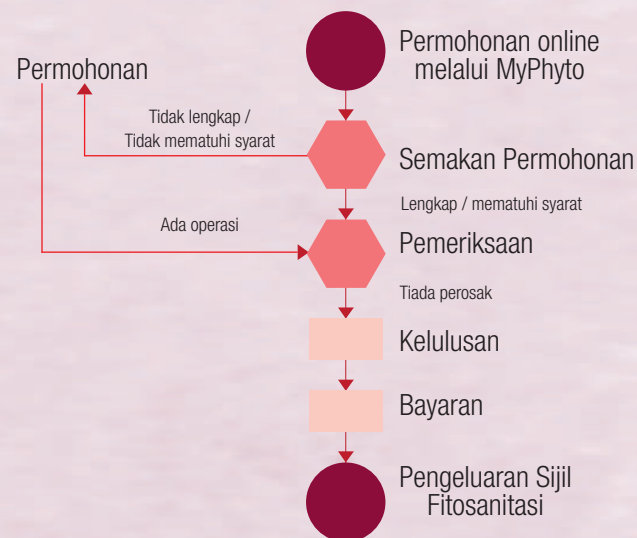 Permohonan online
melalui MyPhyto
Permohonan
Tidak lengkap /
Tidak mematuhi syarat
Semakan Permohonan
Lengkap / mematuhi syarat
Ada operasi
Pemeriksaan
Tiada perosak
Kelulusan
Bayaran
Pengeluaran Sijil
Fitosanitasi